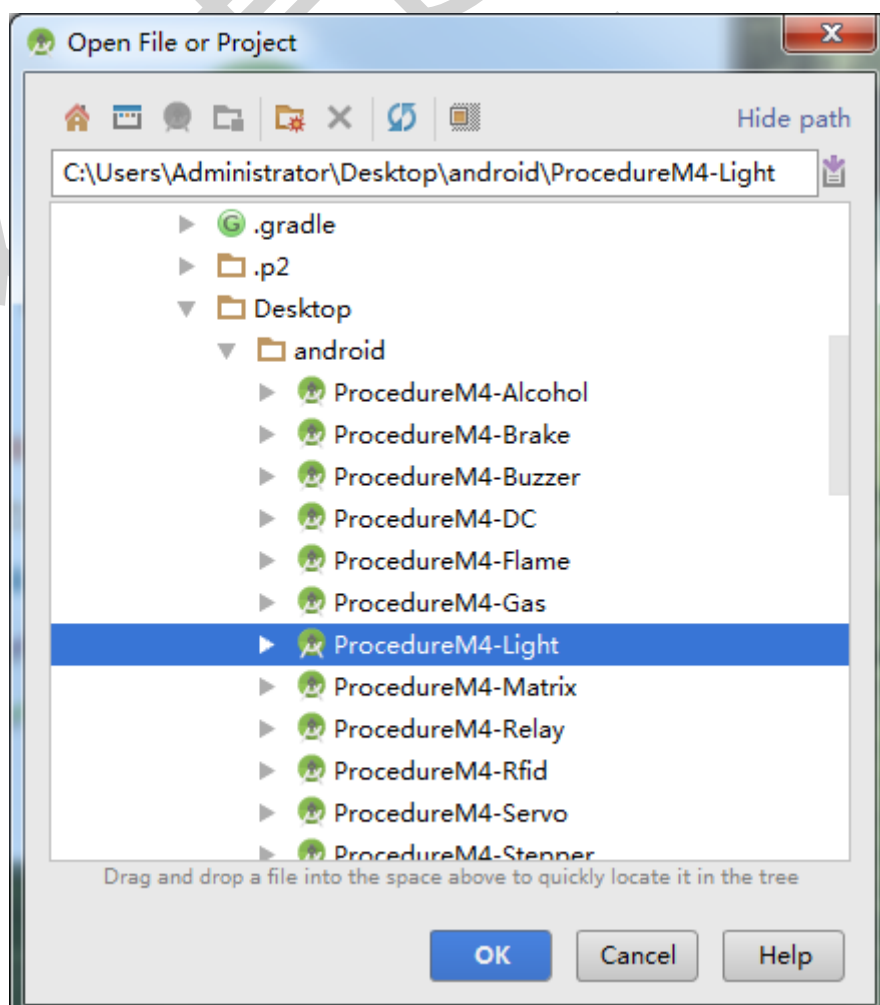 Open File or Project
Hide path
C:\Users\Administrator\Desktop\android\ProcedureM4-Light
.gradle
.p2
Desktop
android
ProcedureM4-Alcohol
ProcedureM4-Brake
ProcedureM4-Buzzer
ProcedureM4-DC
ProcedureM4-Flame
ProcedureM4-Gas
ProcedureM4-Light
ProcedureM4-Matrix
ProcedureM4-Relay
ProcedureM4-Rfid
ProcedureM4-Servo
ProcedureM4-Stepper
Drag and drop a file into the space above to quickly locate it in the tree
OK Cancel Help